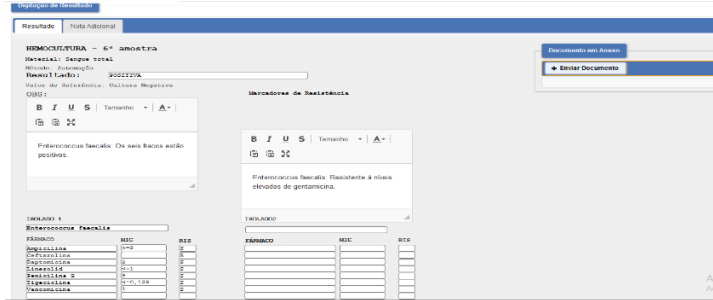 Digitação de Resultado
Resultado
Nota Adicional
HEMOCULTURA - 6ª amostra
Material: Sangue total
Método: Automação
Resultado: POSITIVA
Valor de Referência: Cultura Negativa
OBS:
B I U S Tamanho A
Enterococcus faecalis: Os seis frascos estão
positivos.
Marcadores de Resistência
B I U S Tamanho A
Enterococcus faecalis: Resistente à níveis
elevados de gentamicina.
ISOLADO 1
Enterococcus faecalis
FÁRMACO MIC RIS
Ampicilina <=2 S
Ceftarolina R
Daptomicina S
Linezolid <-1 S
Penicilina G S
Tigeciclina S
Vancomicina 1 S
ISOLADO2
FÁRMACO MIC RIS
Documento em Anexo
+ Enviar Documento